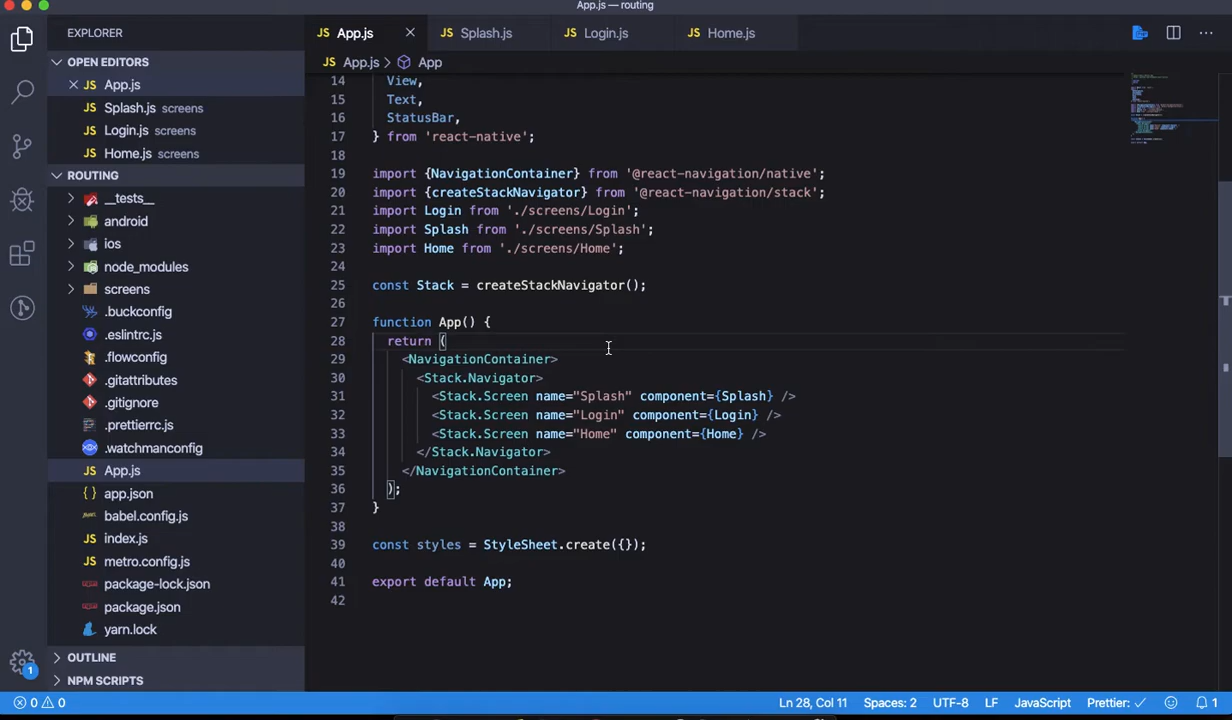 App.js — routing
EXPLORER
App.js
Splash.js
Login.js
Home.js
OPEN EDITORS
App.js
Splash.js screens
Login.js screens
Home.js screens
ROUTING
__tests__
android
ios
node_modules
screens
.buckconfig
.eslintrc.js
.flowconfig
.gitattributes
.gitignore
.prettierrc.js
.watchmanconfig
App.js
app.json
babel.config.js
index.js
metro.config.js
package-lock.json
package.json
yarn.lock
OUTLINE
NPM SCRIPTS
App.js > App
14 View,
15 Text,
16 StatusBar,
17 } from 'react-native';
18
19 import {NavigationContainer} from '@react-navigation/native';
20 import {createStackNavigator} from '@react-navigation/stack';
21 import Login from './screens/Login';
22 import Splash from './screens/Splash';
23 import Home from './screens/Home';
24
25 const Stack = createStackNavigator();
26
27 function App() {
28 return (
29 <NavigationContainer>
30 <Stack.Navigator>
31 <Stack.Screen name="Splash" component={Splash} />
32 <Stack.Screen name="Login" component={Login} />
33 <Stack.Screen name="Home" component={Home} />
34 </Stack.Navigator>
35 </NavigationContainer>
36 );
37 }
38
39 const styles = StyleSheet.create({});
40
41 export default App;
42
1
0 0
Ln 28, Col 11
Spaces: 2
UTF-8
LF
JavaScript
Prettier: ✓
1